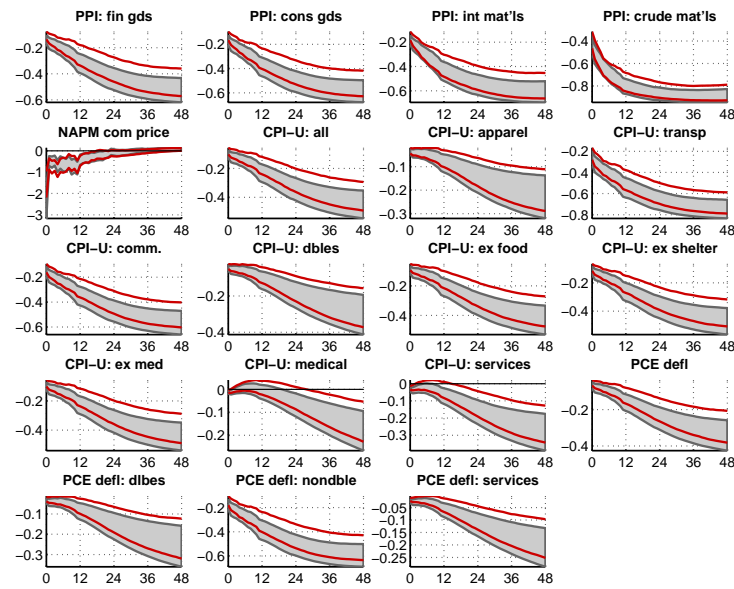 PPI: fin gds PPI: cons gds PPI: int mat'ls PPI: crude mat'ls
−0.2 −0.4 −0.6
−0.2 −0.4 −0.6
−0.2 −0.4 −0.6
−0.4 −0.6 −0.8
0 12 24 36 48 0 12 24 36 48 0 12 24 36 48 0 12 24 36 48
NAPM com price CPI−U: all CPI−U: apparel CPI−U: transp
0 −1 −2 −3
−0.2 −0.4
−0.1 −0.2 −0.3
−0.2 −0.4 −0.6 −0.8
0 12 24 36 48 0 12 24 36 48 0 12 24 36 48 0 12 24 36 48
CPI−U: comm. CPI−U: dbles CPI−U: ex food CPI−U: ex shelter
−0.2 −0.4 −0.6
−0.2 −0.4
−0.2 −0.4
−0.2 −0.4
0 12 24 36 48 0 12 24 36 48 0 12 24 36 48 0 12 24 36 48
CPI−U: ex med CPI−U: medical CPI−U: services PCE defl
−0.2 −0.4
0 −0.1 −0.2
0 −0.1 −0.2 −0.3
−0.2 −0.4
0 12 24 36 48 0 12 24 36 48 0 12 24 36 48 0 12 24 36 48
PCE defl: dlbes PCE defl: nondble PCE defl: services
−0.1 −0.2 −0.3
−0.2 −0.4 −0.6
−0.05 −0.1 −0.15 −0.2 −0.25
0 12 24 36 48 0 12 24 36 48 0 12 24 36 48